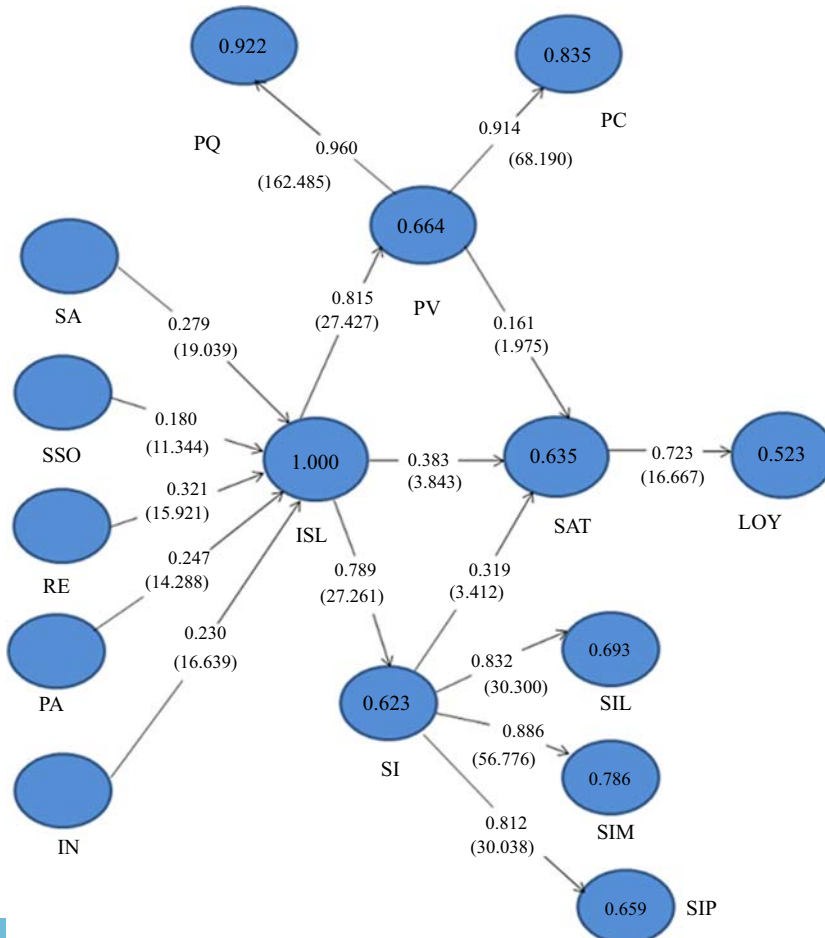 0.922
0.835
PQ
0.960
0.914
PC
(162.485)
(68.190)
0.664
SA
0.815
PV
0.279
(27.427)
0.161
(19.039)
(1.975)
0.180
SSO
(11.344)
1.000
0.383
0.635
0.723
0.523
(3.843)
(16.667)
0.321
(15.921)
ISL
SAT
LOY
RE
0.247
0.789
0.319
(14.288)
(27.261)
(3.412)
0.230
(16.639)
0.832
0.693
(30.300)
PA
0.623
SIL
0.886
SI
(56.776)
0.786
0.812
SIM
IN
(30.038)
0.659
SIP